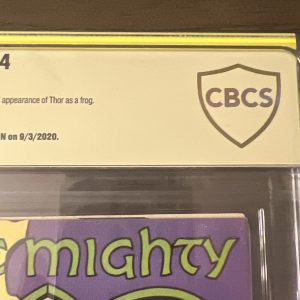 4
appearance of Thor as a frog.
N on 9/3/2020.
CBCS
mighty